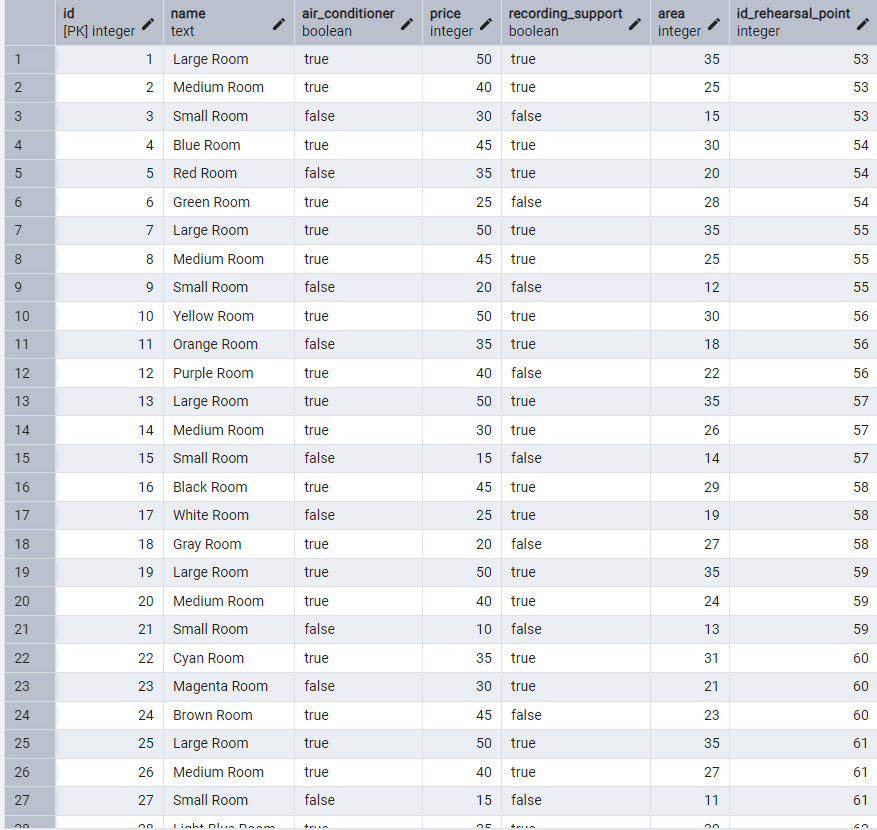 id name air_conditioner price recording_support area id_rehearsal_point
[PK] integer text boolean integer boolean integer integer
1 1 Large Room true 50 true 35 53
2 2 Medium Room true 40 true 25 53
3 3 Small Room false 30 false 15 53
4 4 Blue Room true 45 true 30 54
5 5 Red Room false 35 true 20 54
6 6 Green Room true 25 false 28 54
7 7 Large Room true 50 true 35 55
8 8 Medium Room true 45 true 25 55
9 9 Small Room false 20 false 12 55
10 10 Yellow Room true 50 true 30 56
11 11 Orange Room false 35 true 18 56
12 12 Purple Room true 40 false 22 56
13 13 Large Room true 50 true 35 57
14 14 Medium Room true 30 true 26 57
15 15 Small Room false 15 false 14 57
16 16 Black Room true 45 true 29 58
17 17 White Room false 25 true 19 58
18 18 Gray Room true 20 false 27 58
19 19 Large Room true 50 true 35 59
20 20 Medium Room true 40 true 24 59
21 21 Small Room false 10 false 13 59
22 22 Cyan Room true 35 true 31 60
23 23 Magenta Room false 30 true 21 60
24 24 Brown Room true 45 false 23 60
25 25 Large Room true 50 true 35 61
26 26 Medium Room true 40 true 27 61
27 27 Small Room false 15 false 11 61
28 28 Light Blue Room true true